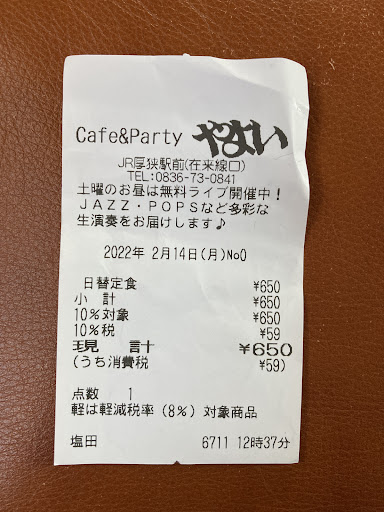 Cafe&Party やよい
JR厚狭駅前(在来線口)
TEL:0836-73-0841
土曜のお昼は無料ライブ開催中!
JAZZ・POPSなど多彩な
生演奏をお届けします♪
2022年 2月14日(月)No0
日替定食 ¥650
小 計 ¥650
10%対象 ¥650
10%税 ¥59
現 計 ¥650
(うち消費税 ¥59)
点数 1
軽は軽減税率(8%)対象商品
塩田 6711 12時37分